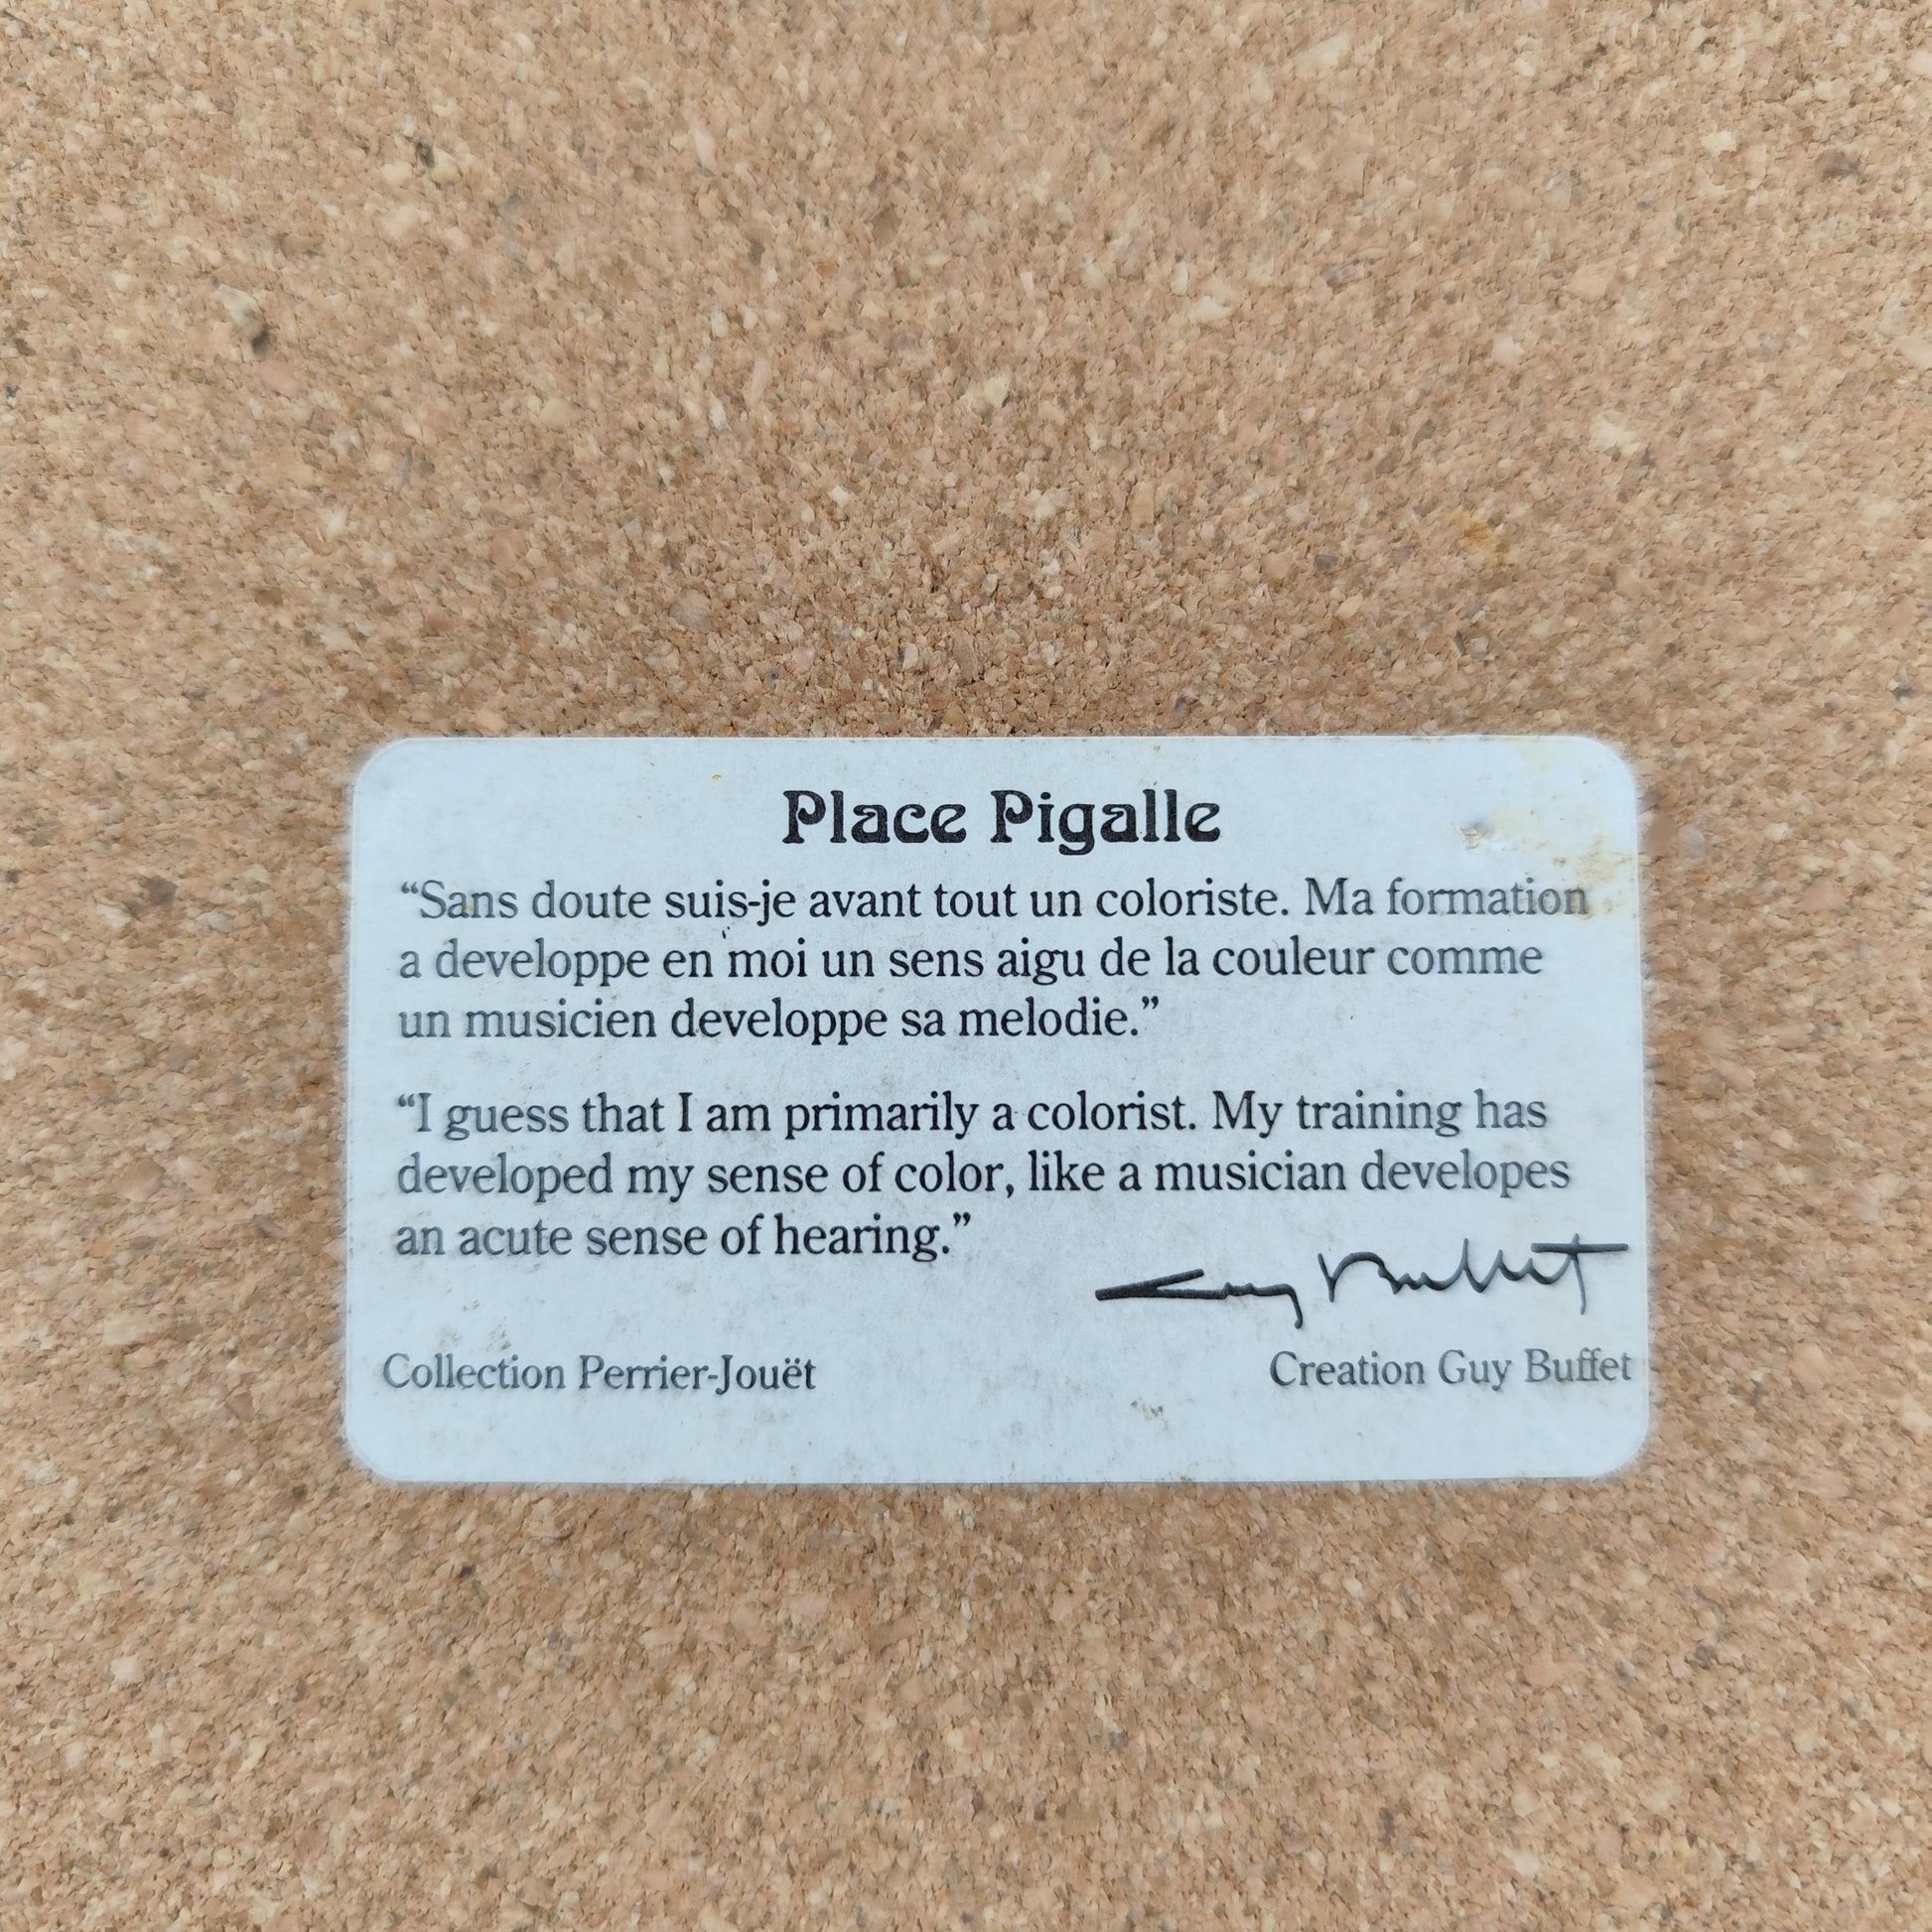 Place Pigalle
“Sans doute suis-je avant tout un coloriste. Ma formation
a developpe en moi un sens aigu de la couleur comme
un musicien developpe sa melodie.”
“I guess that I am primarily a colorist. My training has
developed my sense of color, like a musician developes
an acute sense of hearing.”
Guy Buffet
Collection Perrier-Jouët
Creation Guy Buffet